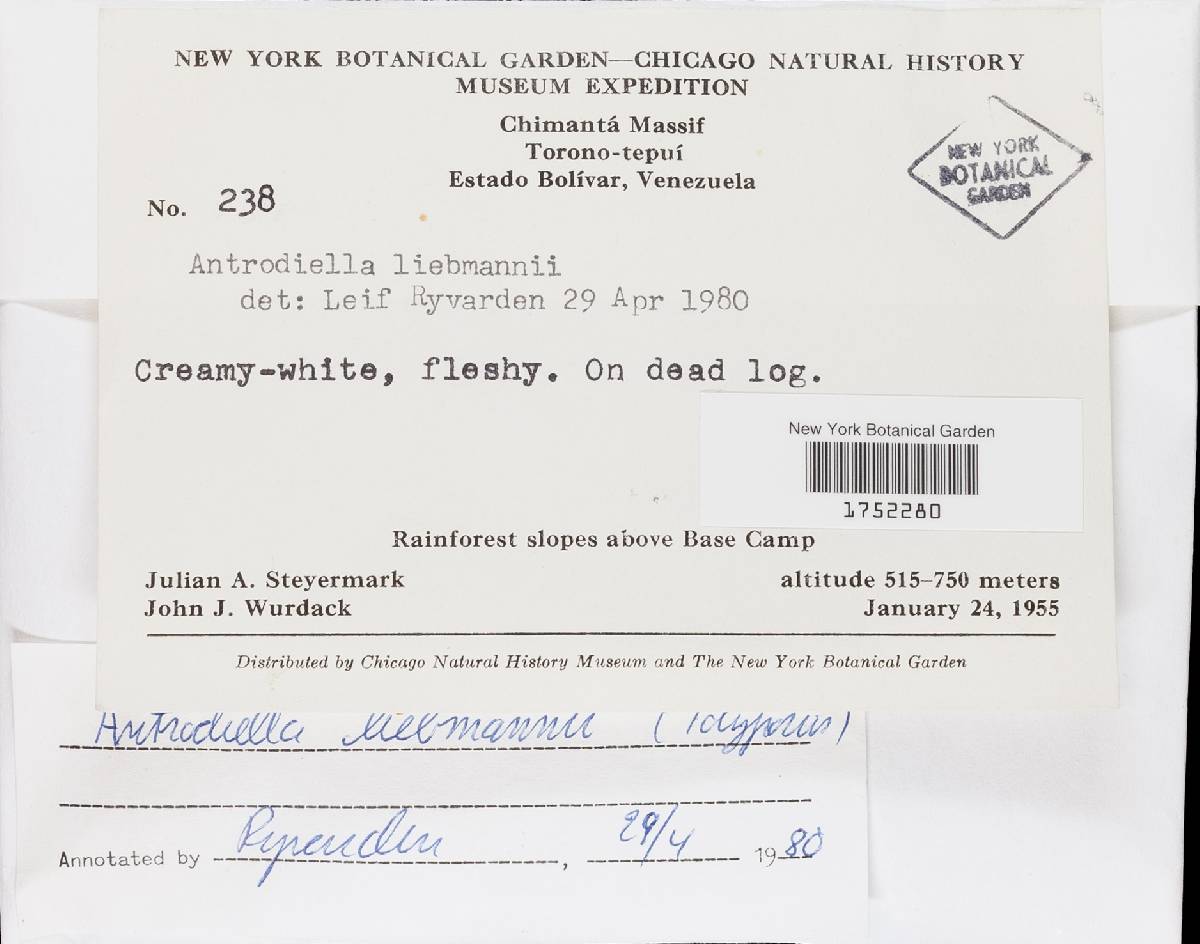 NEW YORK BOTANICAL GARDEN—CHICAGO NATURAL HISTORY
MUSEUM EXPEDITION
Chimantá Massif
Torono-tepuí
Estado Bolívar, Venezuela
NEW YORK
BOTANICAL
GARDEN
No. 238
Antrodiella liebmannii
det: Leif Ryvarden 29 Apr 1980
Creamy-white, fleshy. On dead log.
New York Botanical Garden
1752280
Rainforest slopes above Base Camp
Julian A. Steyermark
altitude 515–750 meters
John J. Wurdack
January 24, 1955
Distributed by Chicago Natural History Museum and The New York Botanical Garden
Antrodiella liebmannii
Annotated by Ryvarden, 29/4 1980